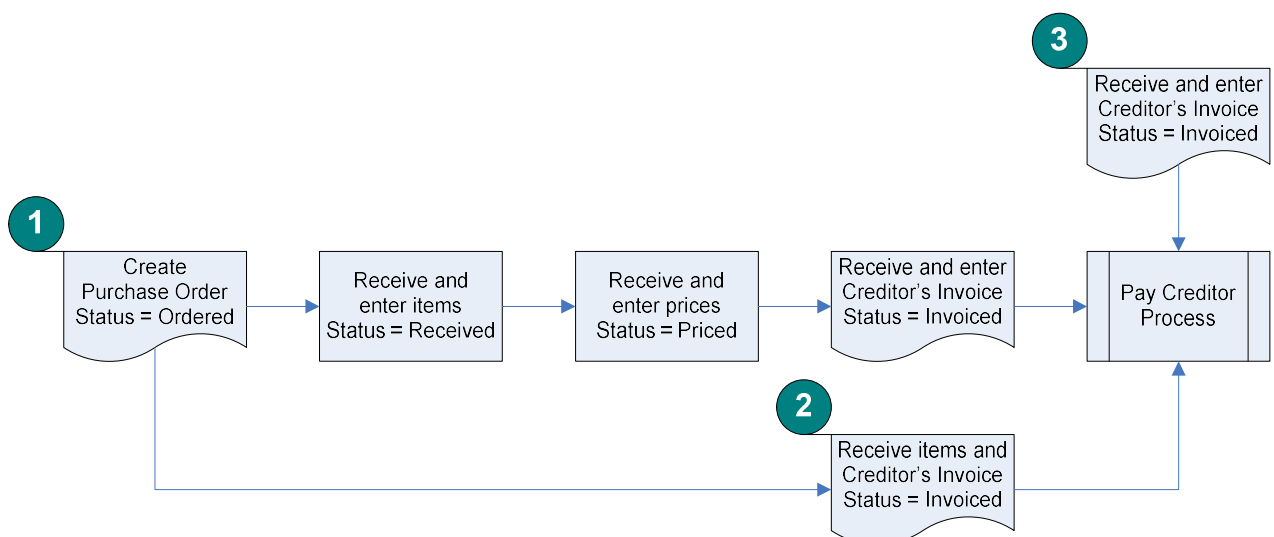 3
Receive and enter
Creditor's Invoice
Status = Invoiced
1
Create
Purchase Order
Status = Ordered
Receive and
enter items
Status = Received
Receive and
enter prices
Status = Priced
Receive and enter
Creditor's Invoice
Status = Invoiced
Pay Creditor
Process
2
Receive items and
Creditor's Invoice
Status = Invoiced